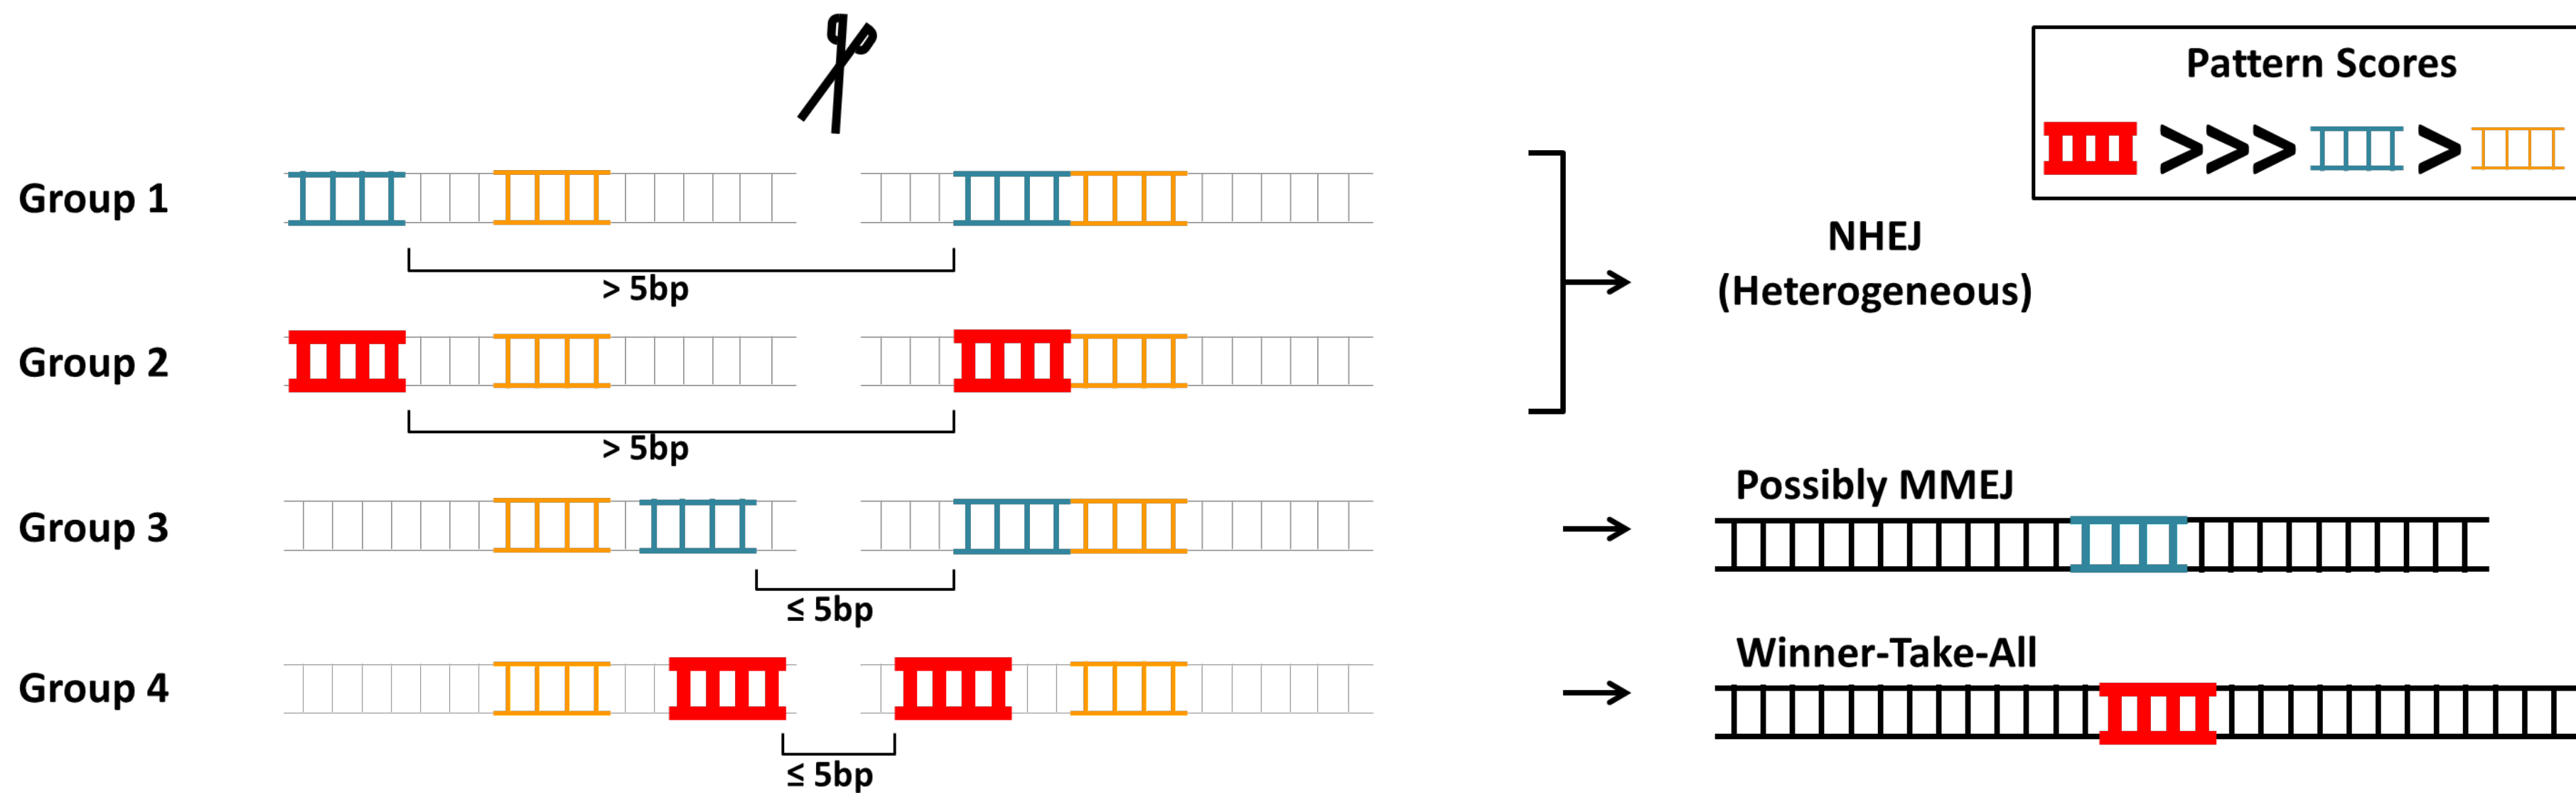 Pattern Scores
>>> >
Group 1
> 5bp
NHEJ
(Heterogeneous)
Group 2
> 5bp
Group 3
≤ 5bp
Possibly MMEJ
Group 4
≤ 5bp
Winner-Take-All